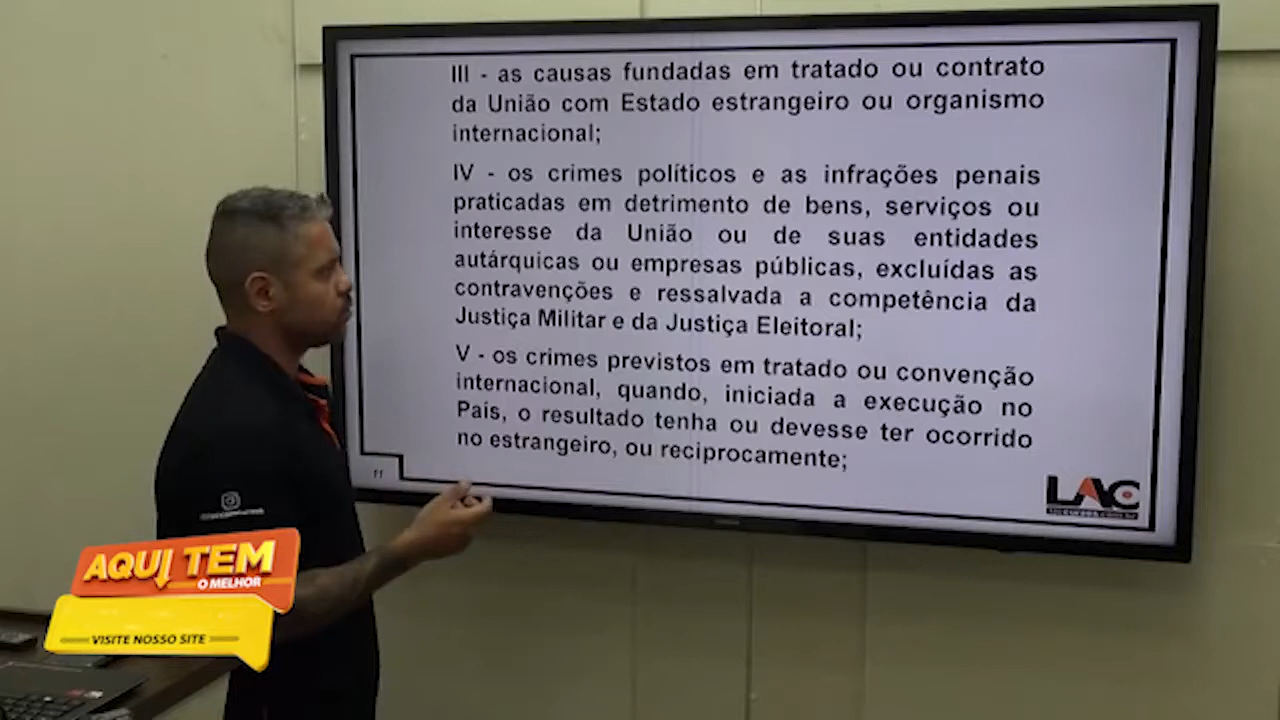 III - as causas fundadas em tratado ou contrato
da União com Estado estrangeiro ou organismo
internacional;
IV - os crimes políticos e as infrações penais
praticadas em detrimento de bens, serviços ou
interesse da União ou de suas entidades
autárquicas ou empresas públicas, excluídas as
contravenções e ressalvada a competência da
Justiça Militar e da Justiça Eleitoral;
V - os crimes previstos em tratado ou convenção
internacional, quando, iniciada a execução no
País, o resultado tenha ou devesse ter ocorrido
no estrangeiro, ou reciprocamente;
11
LAC
AQUI TEM
O MELHOR
VISITE NOSSO SITE